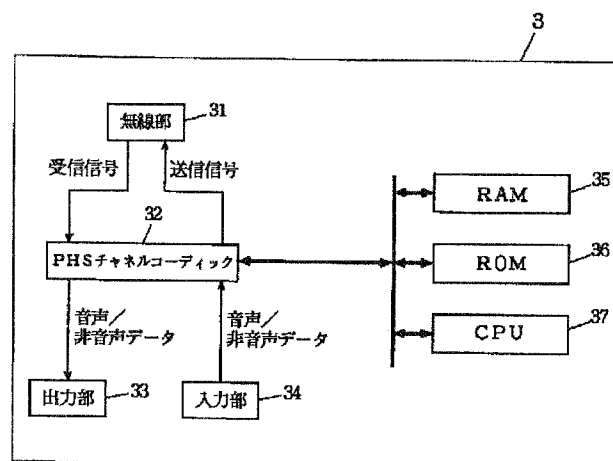 3
無線部
31
受信信号
送信信号
32
PHSチャネルコーディック
RAM
35
ROM
36
CPU
37
音声/
非音声データ
音声/
非音声データ
出力部
33
入力部
34